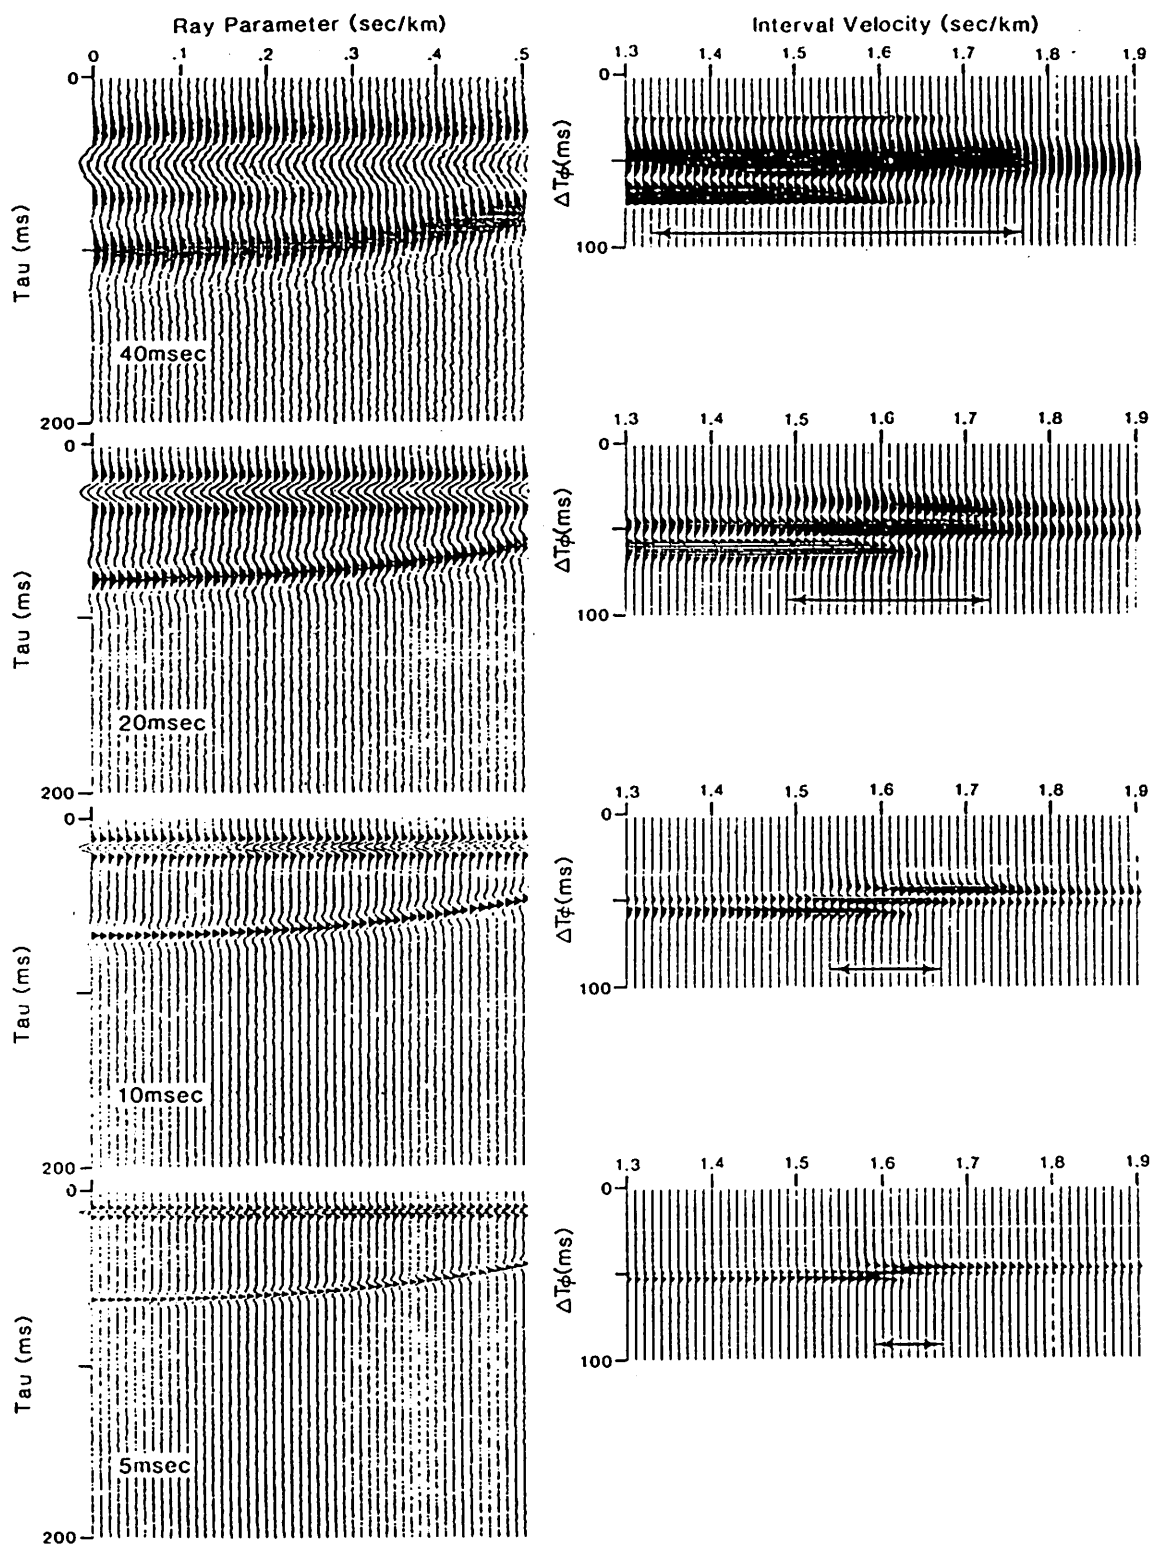 Ray Parameter (sec/km)
0 .1 .2 .3 .4 .5
0
Tau (ms)
40msec
200
Interval Velocity (sec/km)
1.3 1.4 1.5 1.6 1.7 1.8 1.9
0
ΔTϕ(ms)
100
0
Tau (ms)
20msec
200
1.3 1.4 1.5 1.6 1.7 1.8 1.9
0
ΔTϕ(ms)
100
0
Tau (ms)
10msec
200
1.3 1.4 1.5 1.6 1.7 1.8 1.9
0
ΔTϕ(ms)
100
0
Tau (ms)
5msec
200
1.3 1.4 1.5 1.6 1.7 1.8 1.9
0
ΔTϕ(ms)
100